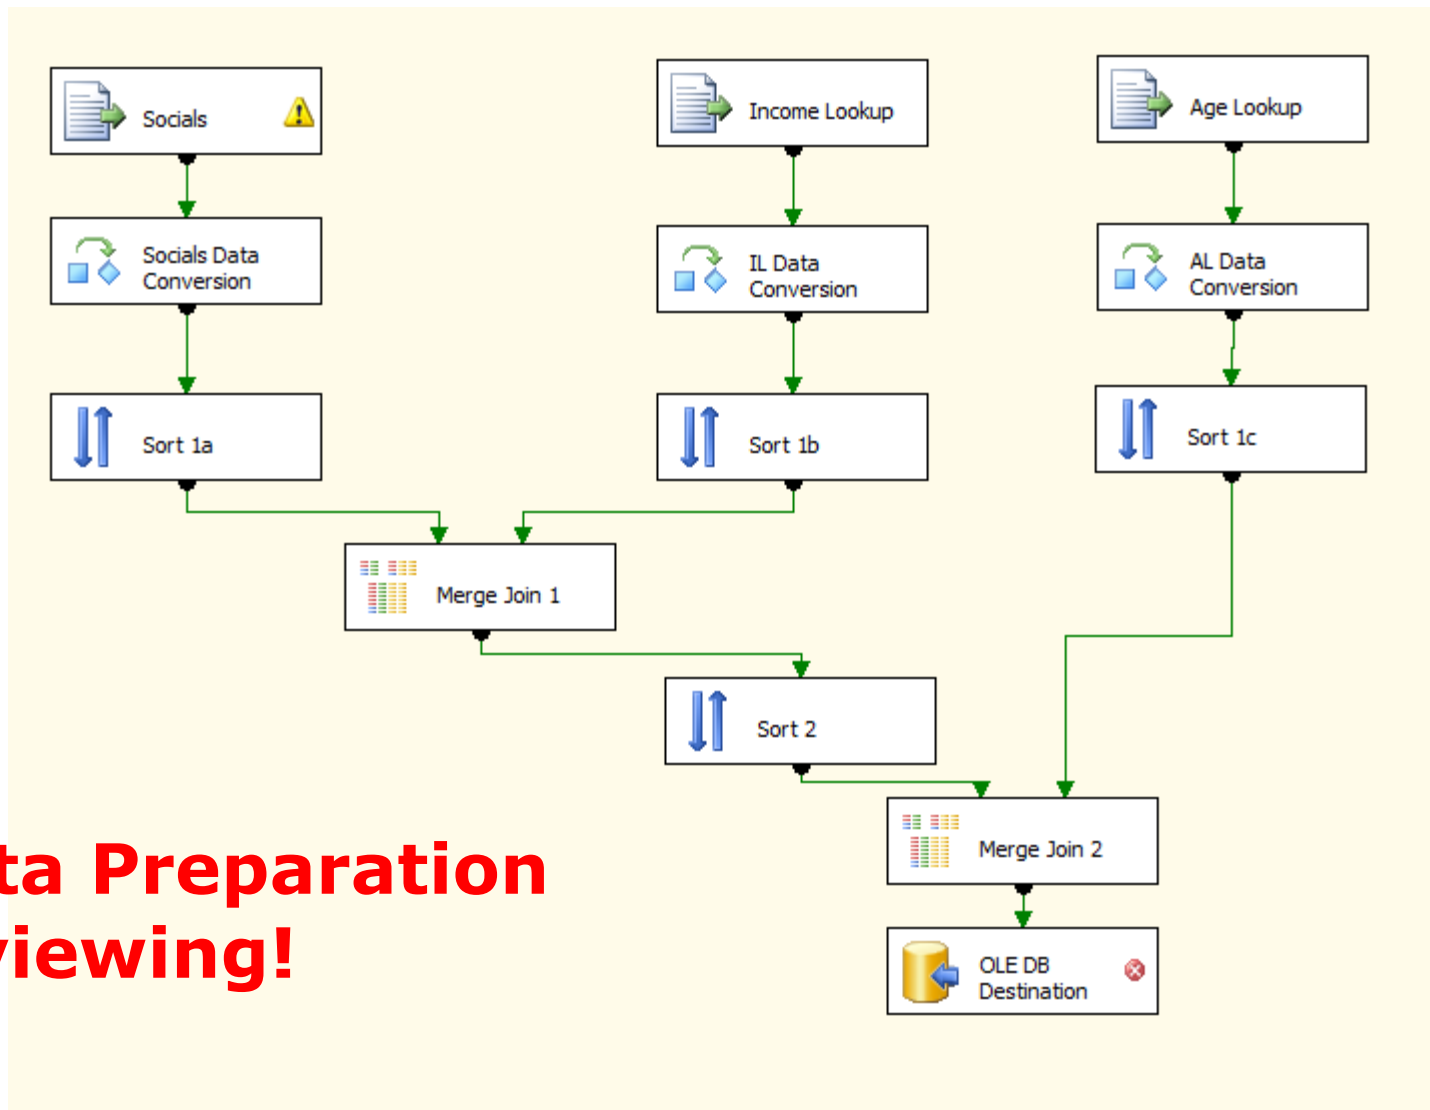 Socials
Income Lookup
Age Lookup
Socials Data
Conversion
IL Data
Conversion
AL Data
Conversion
Sort 1a
Sort 1b
Sort 1c
Merge Join 1
Sort 2
Merge Join 2
ta Preparation
viewing!
OLE DB
Destination